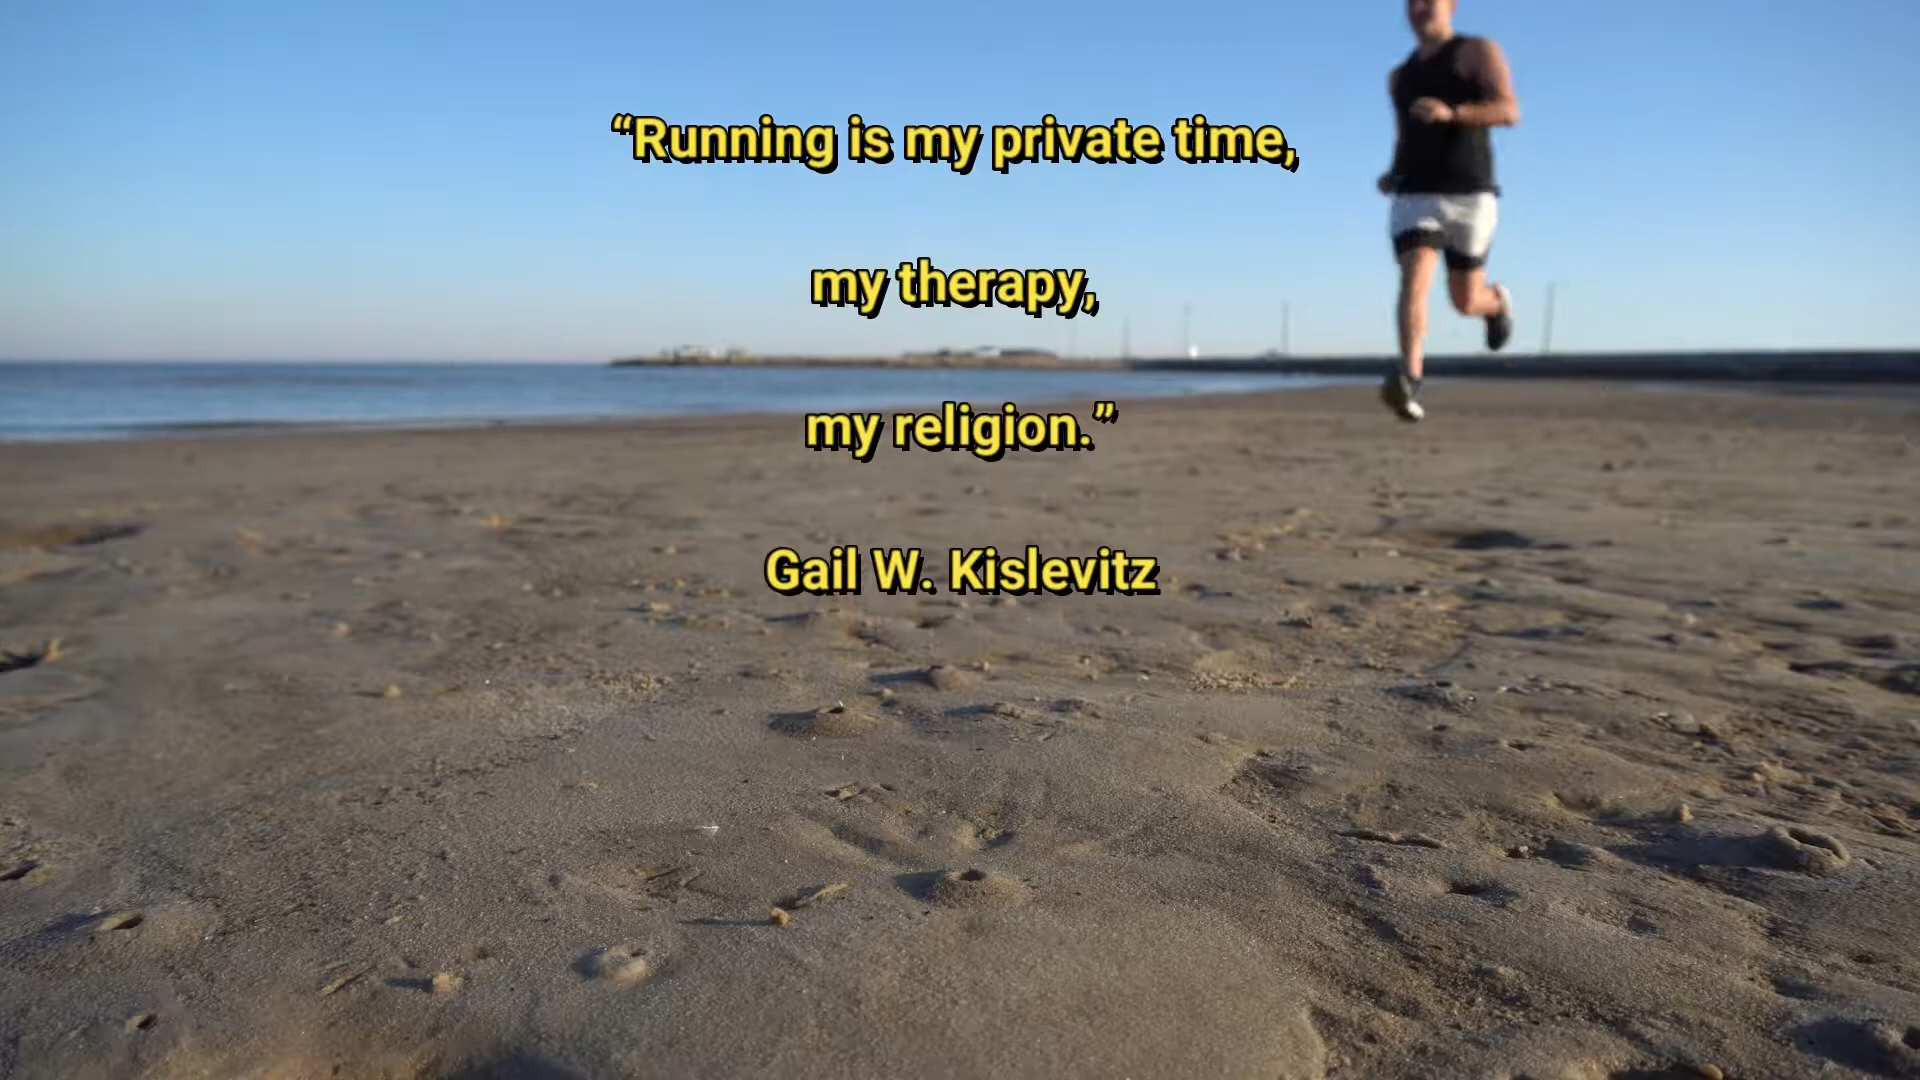 “Running is my private time,
my therapy,
my religion.”
Gail W. Kislevitz